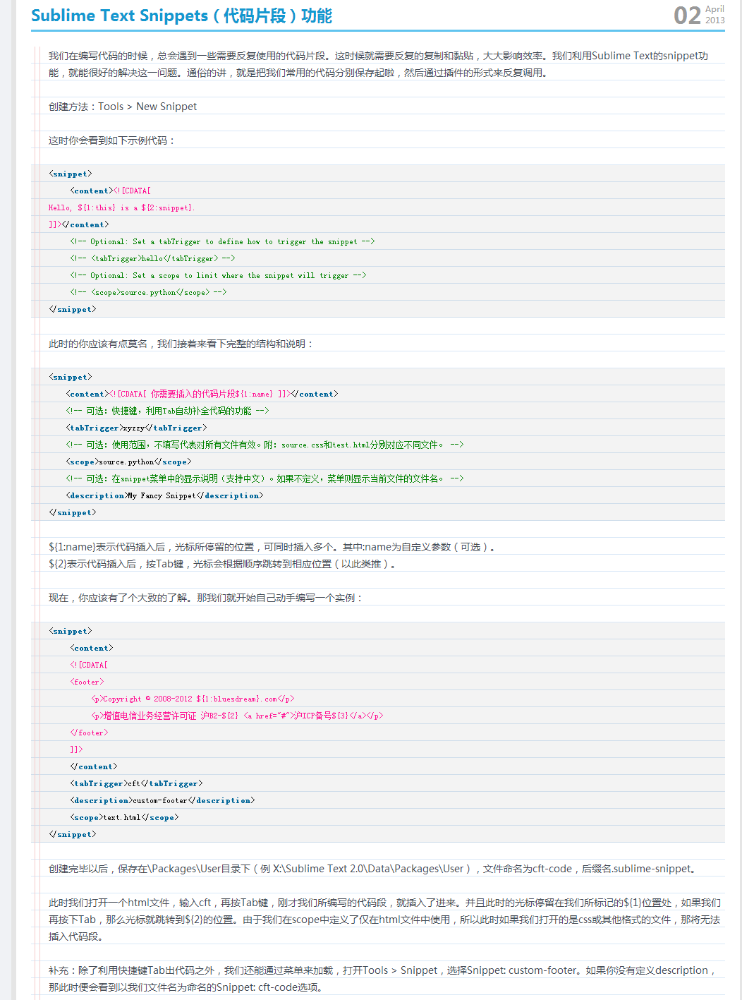 Sublime Text Snippets（代码片段）功能
02 April
2013
我们在编写代码的时候，总会遇到一些需要反复使用的代码片段。这时候就需要反复的复制和黏贴，大大影响效率。我们利用Sublime Text的snippet功
能，就能很好的解决这一问题。通俗的讲，就是把我们常用的代码分别保存起啦，然后通过插件的形式来反复调用。
创建方法：Tools > New Snippet
这时你会看到如下示例代码：
<snippet>
<content><![CDATA[
Hello, ${1:this} is a ${2:snippet}.
]]></content>
<!-- Optional: Set a tabTrigger to define how to trigger the snippet -->
<!-- <tabTrigger>hello</tabTrigger> -->
<!-- Optional: Set a scope to limit where the snippet will trigger -->
<!-- <scope>source.python</scope> -->
</snippet>
此时的你应该有点莫名，我们接着来看下完整的结构和说明：
<snippet>
<content><![CDATA[ 你需要插入的代码片段${1:name} ]]></content>
<!-- 可选：快捷键，利用Tab自动补全代码的功能 -->
<tabTrigger>xyzzy</tabTrigger>
<!-- 可选：使用范围，不填写代表对所有文件有效。附：source.css和test.html分别对应不同文件。 -->
<scope>source.python</scope>
<!-- 可选：在snippet菜单中的显示说明（支持中文）。如果不定义，菜单则显示当前文件的文件名。 -->
<description>My Fancy Snippet</description>
</snippet>
${1:name}表示代码插入后，光标所停留的位置，可同时插入多个。其中:name为自定义参数（可选）。
${2}表示代码插入后，按Tab键，光标会根据顺序跳转到相应位置（以此类推）。
现在，你应该有了个大致的了解。那我们就开始自己动手编写一个实例：
<snippet>
<content>
<![CDATA[
<footer>
<p>Copyright © 2008-2012 ${1:bluesdream}.com</p>
<p>增值电信业务经营许可证 沪B2-${2} <a href="#">沪ICP备号${3}</a></p>
</footer>
]]>
</content>
<tabTrigger>cft</tabTrigger>
<description>custom-footer</description>
<scope>text.html</scope>
</snippet>
创建完毕以后，保存在\Packages\User目录下（例 X:\Sublime Text 2.0\Data\Packages\User），文件命名为cft-code，后缀名.sublime-snippet。
此时我们打开一个html文件，输入cft，再按Tab键，刚才我们所编写的代码段，就插入了进来。并且此时的光标停留在我们所标记的${1}位置处，如果我们
再按下Tab，那么光标就跳转到${2}的位置。由于我们在scope中定义了仅在html文件中使用，所以此时如果我们打开的是css或其他格式的文件，那将无法
插入代码段。
补充：除了利用快捷键Tab出代码之外，我们还能通过菜单来加载，打开Tools > Snippet，选择Snippet: custom-footer。如果你没有定义description，
那此时便会看到以我们文件名为命名的Snippet: cft-code选项。